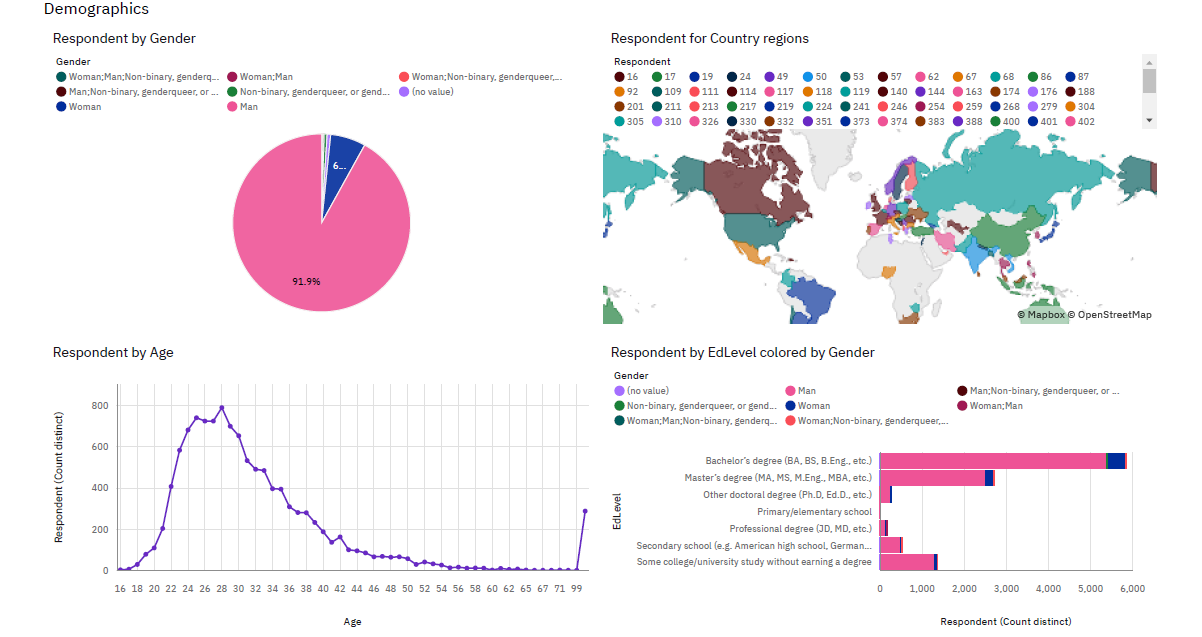 Demographics
Respondent by Gender
Gender
Woman;Man;Non-binary, genderq...
Woman;Man
Woman;Non-binary, genderqueer,...
Man;Non-binary, genderqueer, or ...
Non-binary, genderqueer, or gend...
(no value)
Woman
Man
6...
91.9%
Respondent for Country regions
Respondent
16 17 19 24 49 50 53 57 62 67 68 86 87
92 109 111 114 117 118 119 140 144 163 174 176 188
201 211 213 217 219 224 241 246 254 259 268 279 304
305 310 326 330 332 351 373 374 383 388 400 401 402
© Mapbox © OpenStreetMap
Respondent by Age
Respondent (Count distinct)
800
600
400
200
0
16 18 20 22 24 26 28 30 32 34 36 38 40 42 44 46 48 50 52 54 56 58 60 62 65 67 71 99
Age
Respondent by EdLevel colored by Gender
Gender
(no value)
Man
Man;Non-binary, genderqueer, or ...
Non-binary, genderqueer, or gend...
Woman
Woman;Man
Woman;Man;Non-binary, genderq...
Woman;Non-binary, genderqueer,...
EdLevel
Bachelor's degree (BA, BS, B.Eng., etc.)
Master's degree (MA, MS, M.Eng., MBA, etc.)
Other doctoral degree (Ph.D, Ed.D., etc.)
Primary/elementary school
Professional degree (JD, MD, etc.)
Secondary school (e.g. American high school, German...
Some college/university study without earning a degree
0 1,000 2,000 3,000 4,000 5,000 6,000
Respondent (Count distinct)